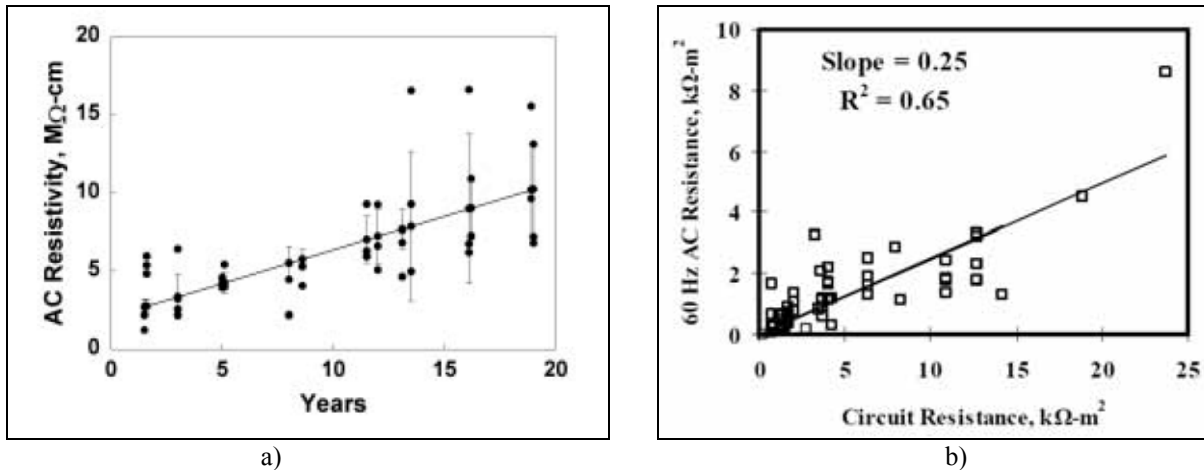 20
15
10
5
0
AC Resistivity, MΩ-cm
0 5 10 15 20
Years
a)
10
8
6
4
2
0
60 Hz AC Resistance, kΩ-m²
Slope = 0.25
R² = 0.65
0 5 10 15 20 25
Circuit Resistance, kΩ-m²
b)